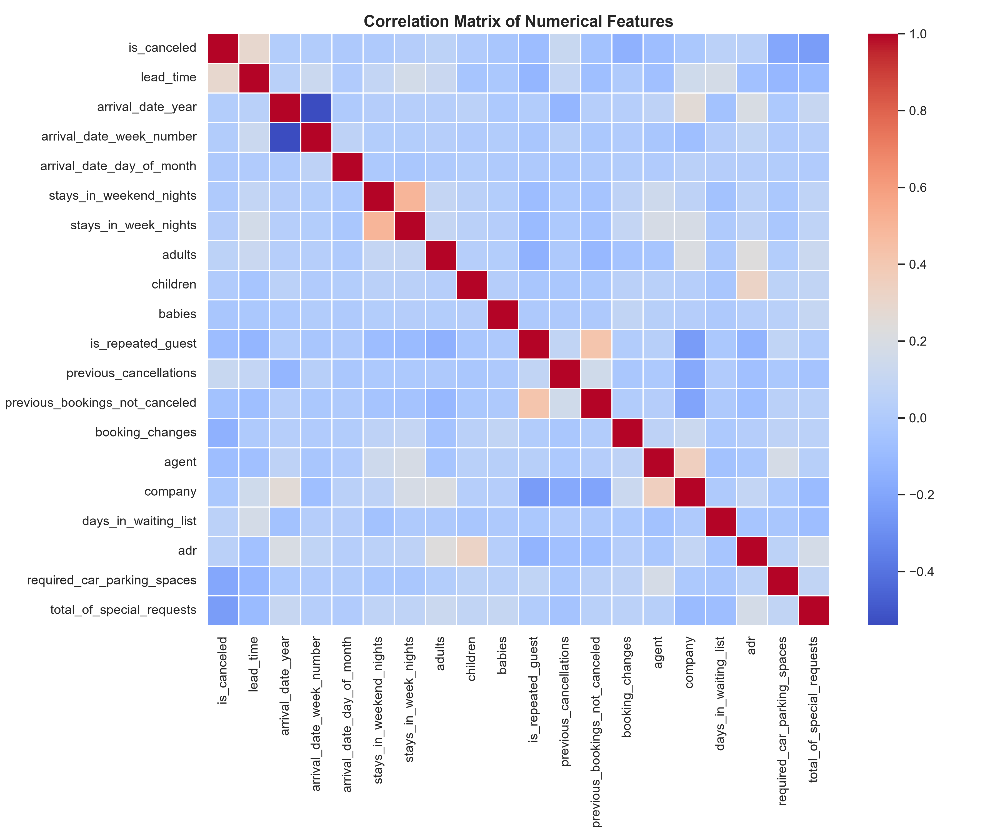 Correlation Matrix of Numerical Features
is_canceled
lead_time
arrival_date_year
arrival_date_week_number
arrival_date_day_of_month
stays_in_weekend_nights
stays_in_week_nights
adults
children
babies
is_repeated_guest
previous_cancellations
previous_bookings_not_canceled
booking_changes
agent
company
days_in_waiting_list
adr
required_car_parking_spaces
total_of_special_requests
is_canceled
lead_time
arrival_date_year
arrival_date_week_number
arrival_date_day_of_month
stays_in_weekend_nights
stays_in_week_nights
adults
children
babies
is_repeated_guest
previous_cancellations
previous_bookings_not_canceled
booking_changes
agent
company
days_in_waiting_list
adr
required_car_parking_spaces
total_of_special_requests
1.0
0.8
0.6
0.4
0.2
0.0
−0.2
−0.4